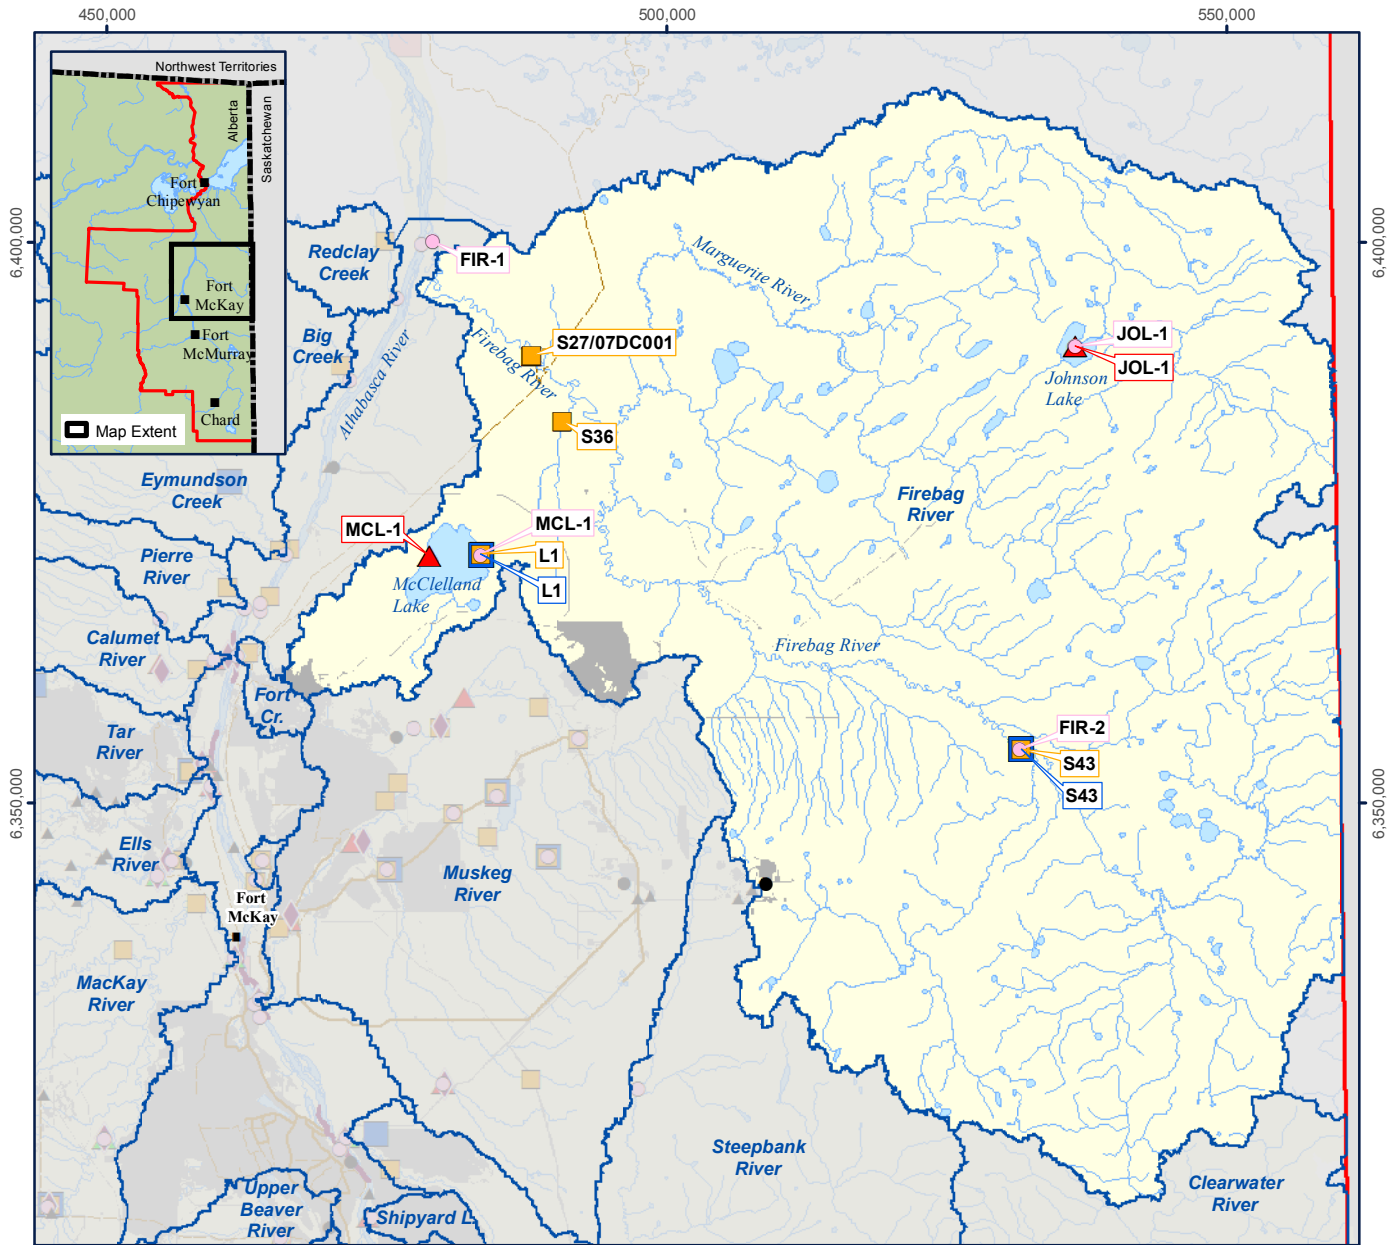 450,000
500,000
550,000
Northwest Territories
Alberta
Saskatchewan
Fort
Chipewyan
Fort
McKay
Fort
McMurray
Chard
Map Extent
6,400,000
6,400,000
Redclay
Creek
FIR-1
Marguerite River
Big
Creek
Athabasca River
Firebag River
S27/07DC001
JOL-1
JOL-1
Johnson
Lake
S36
Eymundson
Creek
Firebag
River
MCL-1
MCL-1
L1
L1
McClelland
Lake
Pierre
River
Calumet
River
Firebag River
Fort
Cr.
Tar
River
FIR-2
S43
S43
6,350,000
6,350,000
Ells
River
Muskeg
River
Fort
McKay
MacKay
River
Steepbank
River
Clearwater
River
Upper
Beaver
River
Shipyard L.